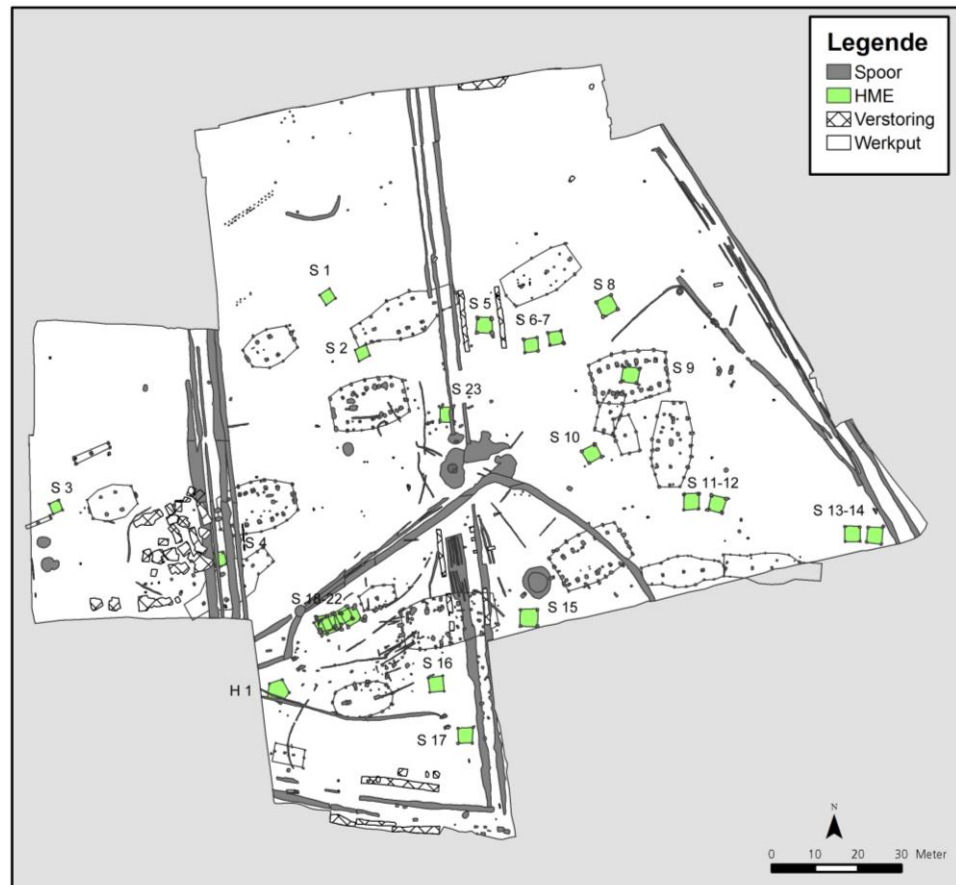 Legende
Spoor
HME
Verstoring
Werkput
S 1
S 8
S 5
S 6-7
S 2
S 9
S 23
S 10
S 3
S 11-12
S 13-14
S 4
S 18-22
S 15
S 16
H 1
S 17
N
0 10 20 30 Meter